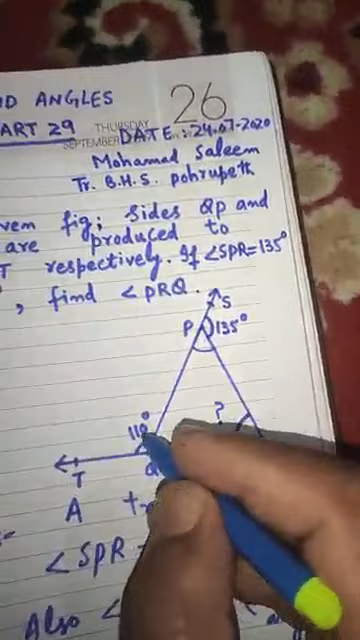 ANGLES
ART 29
THURSDAY
26
SEPTEMBER
DATE: 24.07-2020
Mohamad Saleem
Tr. B.H.S. Pohrupeth
fig; Sides QP and
are produced to
T respectively. If ∠SPR=135°
, find ∠PRQ.
S
P
135°
?
110°
T
A
∠SPR
Also ∠